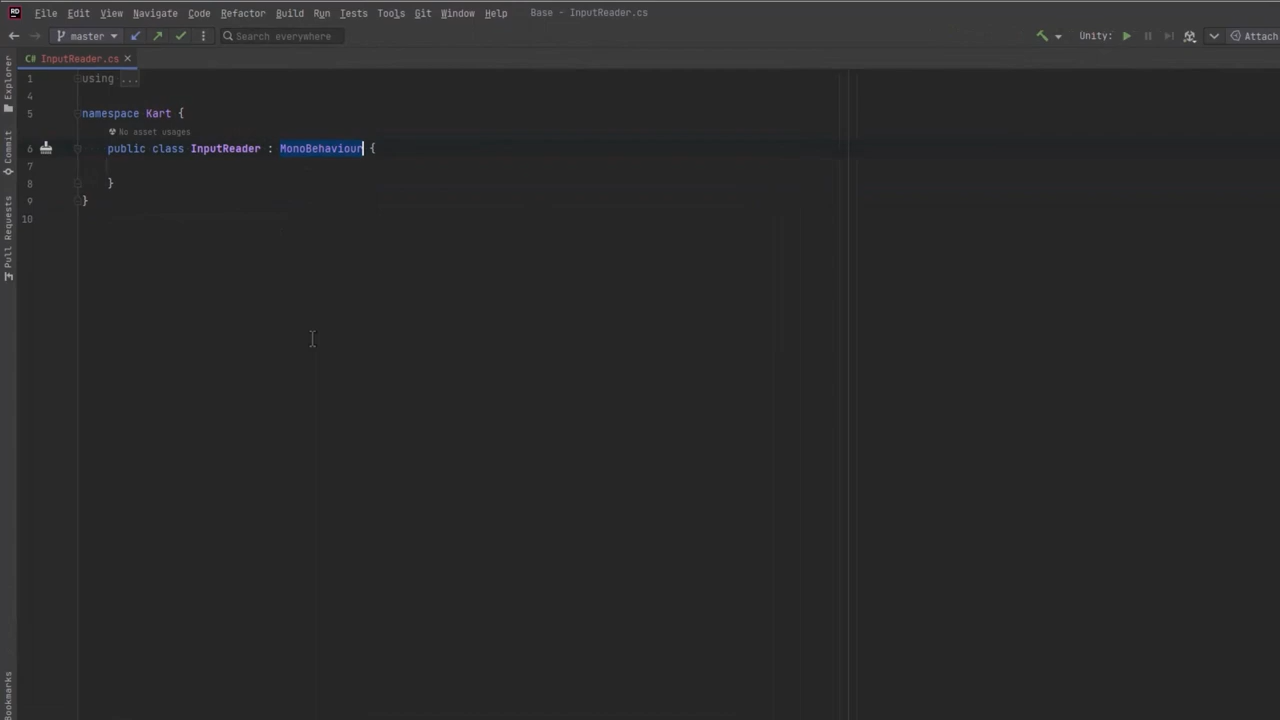 RD File Edit View Navigate Code Refactor Build Run Tests Tools Git Window Help Base - InputReader.cs
master Search everywhere Unity: Attach
C# InputReader.cs
Explorer
Commit
Pull Requests
Bookmarks
1 using ...
4
5 namespace Kart {
No asset usages
6 public class InputReader : MonoBehaviour {
7
8 }
9 }
10